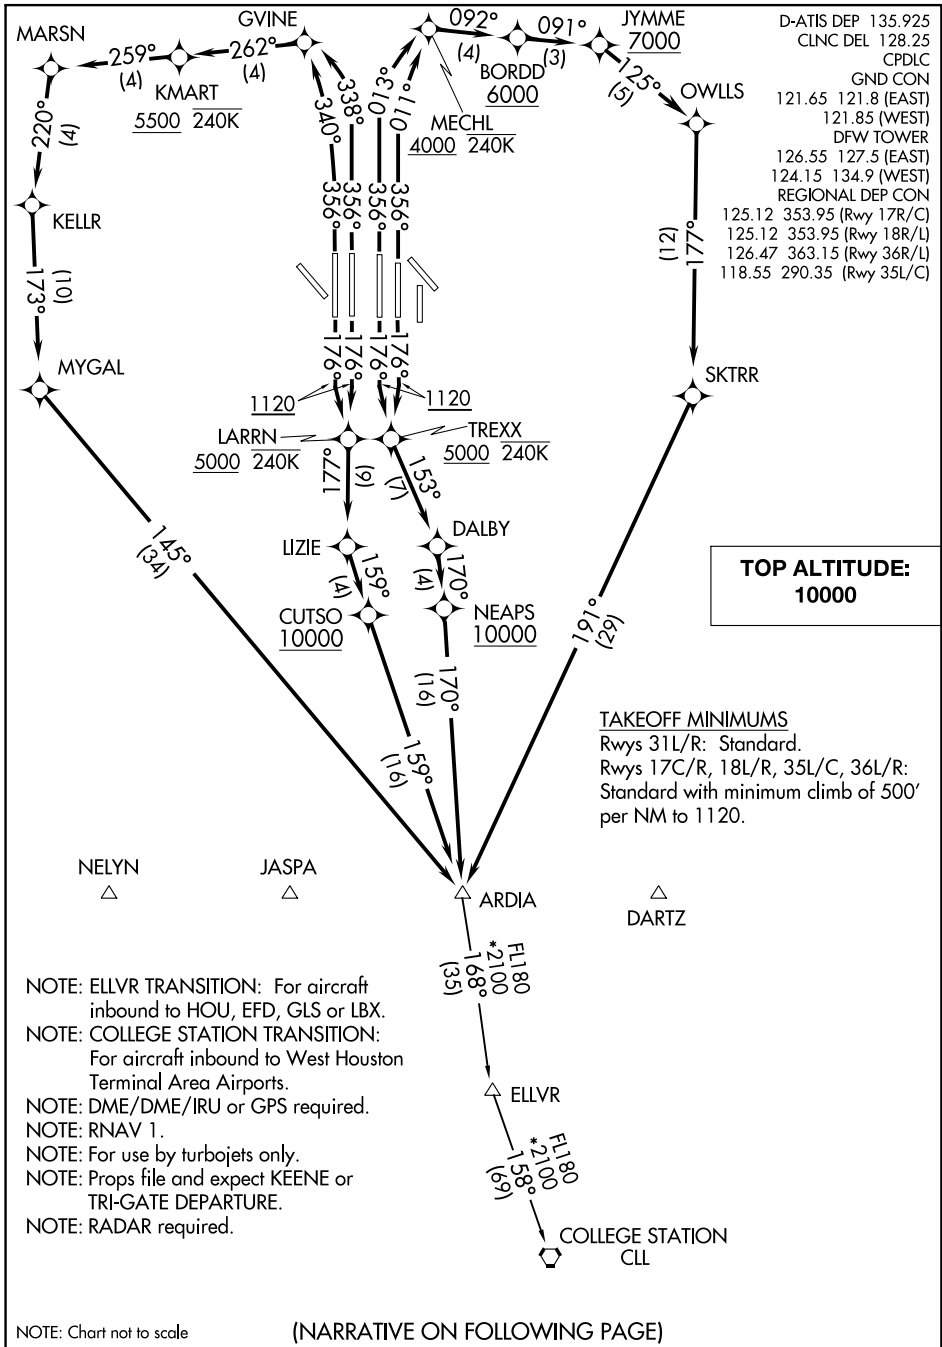 MARSN
259°
(4)
KMART
5500 240K
262°
(4)
GVINE
340°
338°
013°
011°
092°
(4)
MECHL
4000 240K
BORDD
6000
091°
(3)
JYMME
7000
125°
(5)
OWLLS
D-ATIS DEP 135.925
CLNC DEL 128.25
CPDLC
GND CON
121.65 121.8 (EAST)
121.85 (WEST)
DFW TOWER
126.55 127.5 (EAST)
124.15 134.9 (WEST)
REGIONAL DEP CON
125.12 353.95 (Rwy 17R/C)
125.12 353.95 (Rwy 18R/L)
126.47 363.15 (Rwy 36R/L)
118.55 290.35 (Rwy 35L/C)
220°
(4)
KELLR
173°
(10)
MYGAL
356°
356°
356°
356°
176°
176°
176°
176°
1120
1120
177°
(12)
SKTRR
LARRN
5000 240K
TREXX
5000 240K
177°
(9)
153°
(7)
LIZIE
DALBY
159°
(4)
170°
(4)
CUTSO
10000
NEAPS
10000
145°
(34)
191°
(29)
TOP ALTITUDE:
10000
159°
(16)
170°
(16)
TAKEOFF MINIMUMS
Rwys 31L/R: Standard.
Rwys 17C/R, 18L/R, 35L/C, 36L/R:
Standard with minimum climb of 500'
per NM to 1120.
NELYN
JASPA
ARDIA
DARTZ
FL180
*2100
168°
(35)
ELLVR
FL180
*2100
158°
(69)
COLLEGE STATION
CLL
NOTE: ELLVR TRANSITION: For aircraft
inbound to HOU, EFD, GLS or LBX.
NOTE: COLLEGE STATION TRANSITION:
For aircraft inbound to West Houston
Terminal Area Airports.
NOTE: DME/DME/IRU or GPS required.
NOTE: RNAV 1.
NOTE: For use by turbojets only.
NOTE: Props file and expect KEENE or
TRI-GATE DEPARTURE.
NOTE: RADAR required.
NOTE: Chart not to scale
(NARRATIVE ON FOLLOWING PAGE)